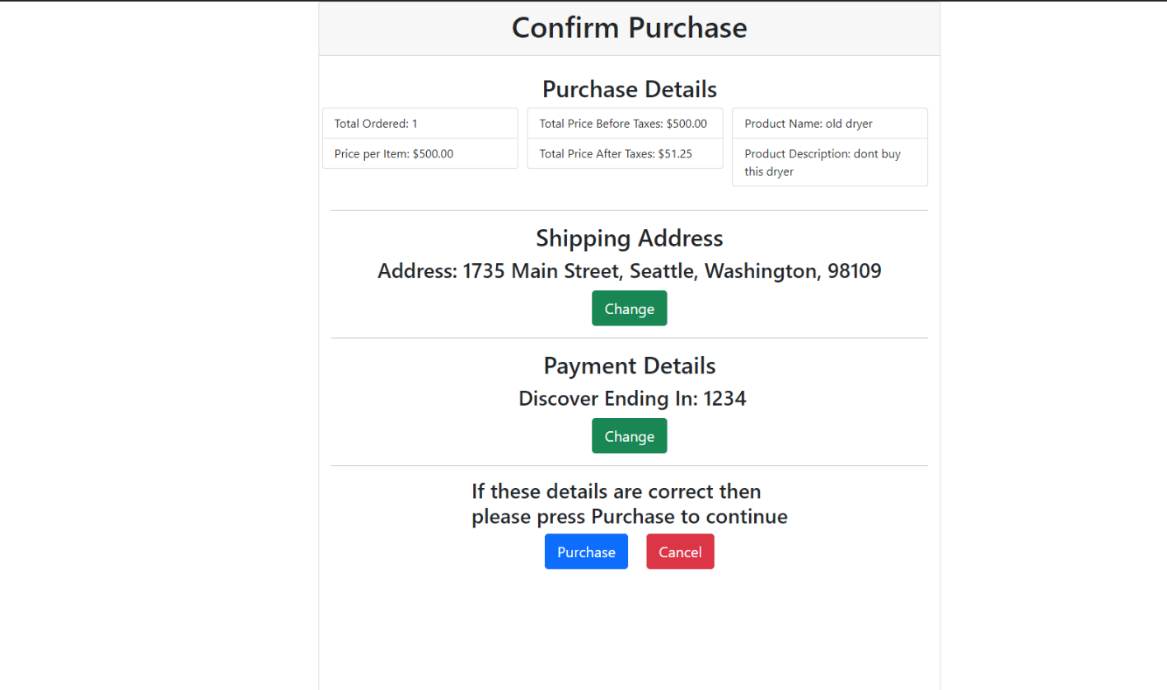 Confirm Purchase
Purchase Details
Total Ordered: 1
Price per Item: $500.00
Total Price Before Taxes: $500.00
Total Price After Taxes: $51.25
Product Name: old dryer
Product Description: dont buy
this dryer
Shipping Address
Address: 1735 Main Street, Seattle, Washington, 98109
Change
Payment Details
Discover Ending In: 1234
Change
If these details are correct then
please press Purchase to continue
Purchase
Cancel